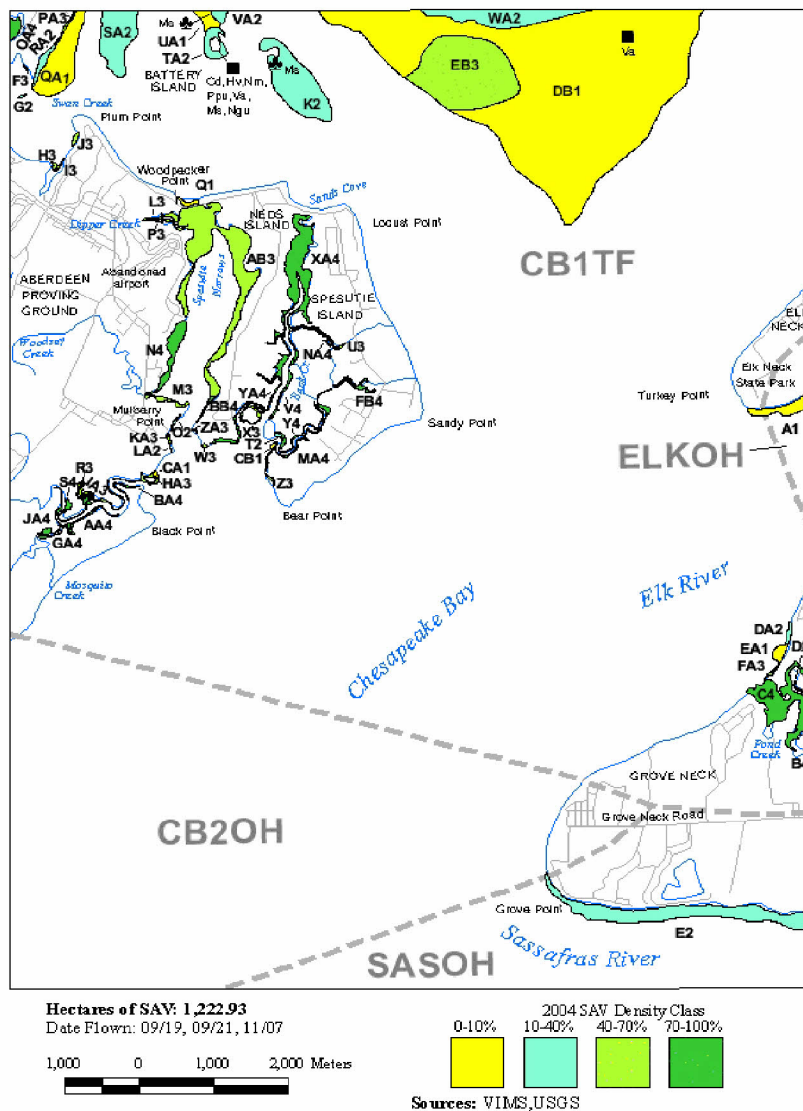 PA3
OA4
RA2
SA2
VA2
Ms
UA1
TA2
BATTERY
ISLAND
WA2
Va
F3
QA1
Cd,Hv,Nm,
Ppu,Va,
Ms,Ngu
Ms
K2
EB3
DB1
G2
Swan Creek
Plum Point
J3
H3
I3
Woodpecker
Point
Q1
Sands Cove
L3
NEDS
ISLAND
Dipper Creek
P3
Locust Point
CB1TF
AB3
XA4
Abandoned
airport
Spesutie
Narrows
ABERDEEN
PROVING
GROUND
SPESUTIE
ISLAND
Woodrest
Creek
N4
NA4
U3
Elk Neck
State Park
M3
YA4
Back Cr.
FB4
Turkey Point
Mulberry
Point
BB4
V4
Y4
Sandy Point
A1
O2
ZA3
X3
KA3
T2
LA2
W3
CB1
MA4
ELKOH
R3
CA1
S4
HA3
Z3
BA4
JA4
AA4
Bear Point
GA4
Black Point
Mosquito
Creek
Chesapeake Bay
Elk River
DA2
EA1
FA3
C4
Pond
Creek
GROVE NECK
CB2OH
Grove Neck Road
Grove Point
E2
Sassafras River
SASOH
Hectares of SAV: 1,222.93
Date Flown: 09/19, 09/21, 11/07
2004 SAV Density Class
0-10% 10-40% 40-70% 70-100%
1,000 0 1,000 2,000 Meters
Sources: VIMS,USGS